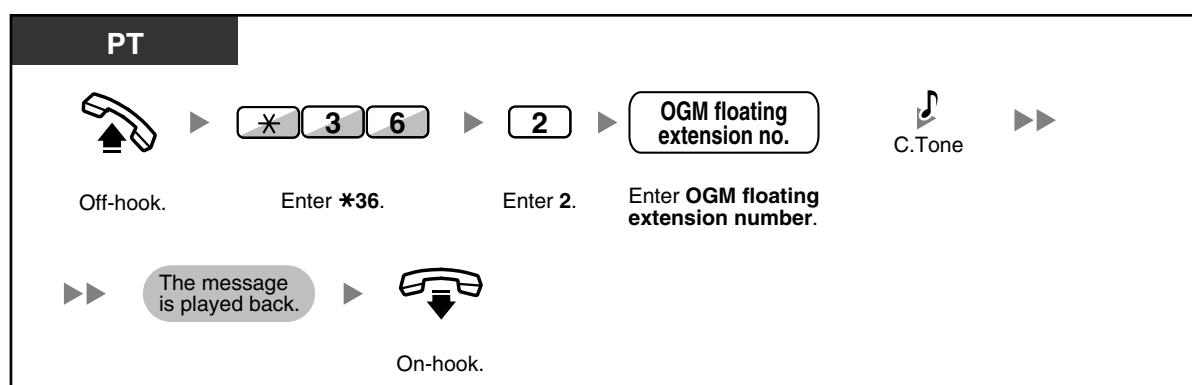 PT
* 3 6
2
OGM floating
extension no.
C.Tone
Off-hook.
Enter *36.
Enter 2.
Enter OGM floating
extension number.
The message
is played back.
On-hook.